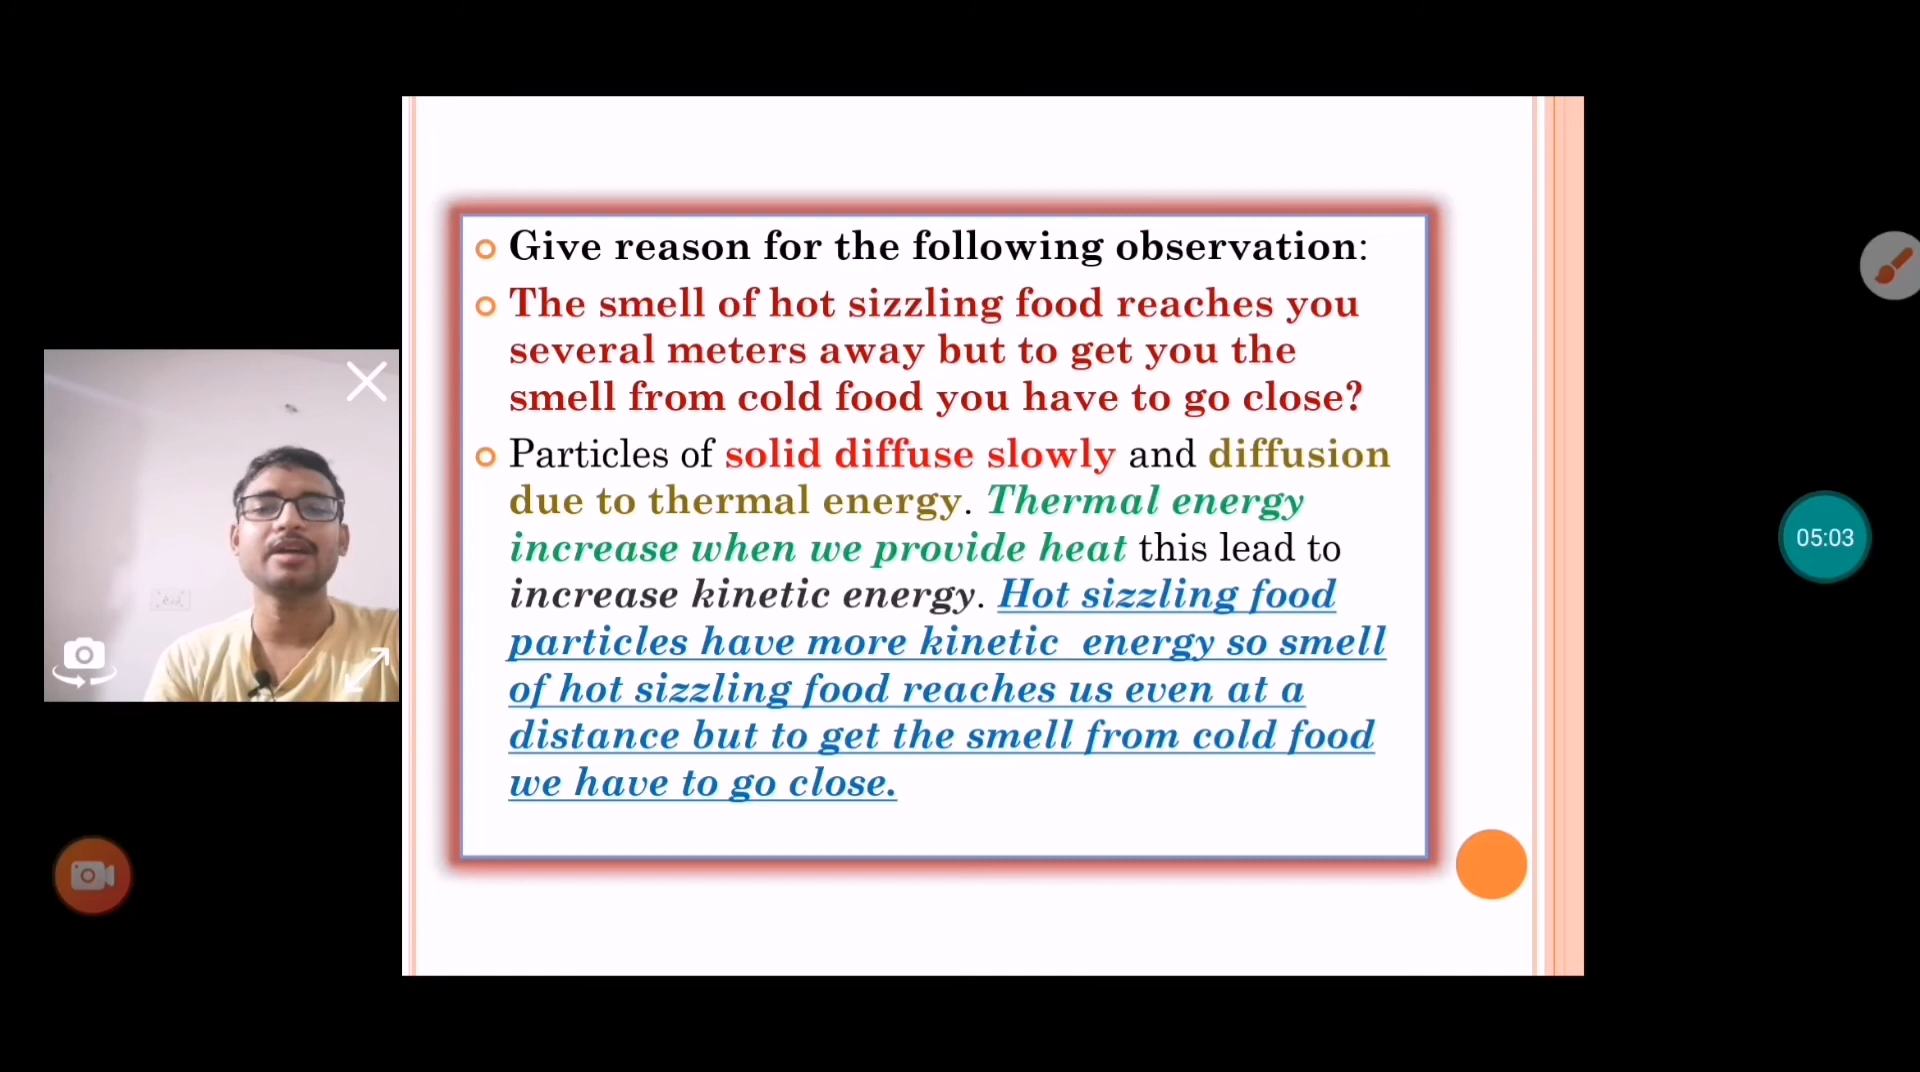 Give reason for the following observation:
The smell of hot sizzling food reaches you
several meters away but to get you the
smell from cold food you have to go close?
Particles of solid diffuse slowly and diffusion
due to thermal energy. Thermal energy
increase when we provide heat this lead to
increase kinetic energy. Hot sizzling food
particles have more kinetic energy so smell
of hot sizzling food reaches us even at a
distance but to get the smell from cold food
we have to go close.
05:03